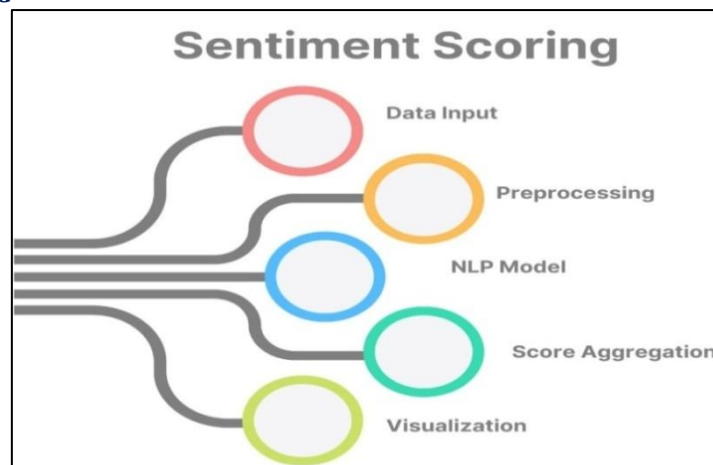 Sentiment Scoring
Data Input
Preprocessing
NLP Model
Score Aggregation
Visualization